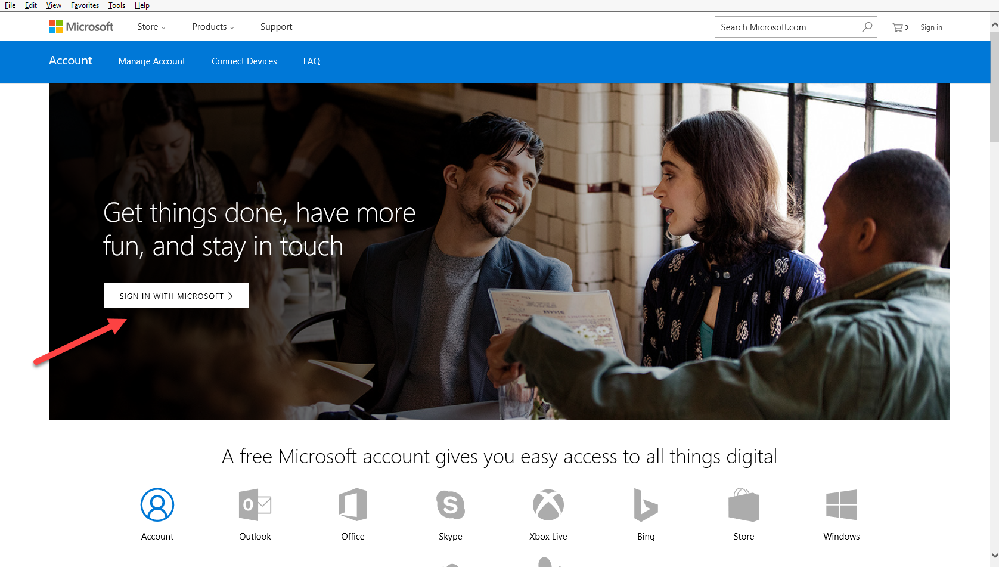 File Edit View Favorites Tools Help
Microsoft Store Products Support Search Microsoft.com 0 Sign in
Account Manage Account Connect Devices FAQ
Get things done, have more
fun, and stay in touch
SIGN IN WITH MICROSOFT
A free Microsoft account gives you easy access to all things digital
Account Outlook Office Skype Xbox Live Bing Store Windows